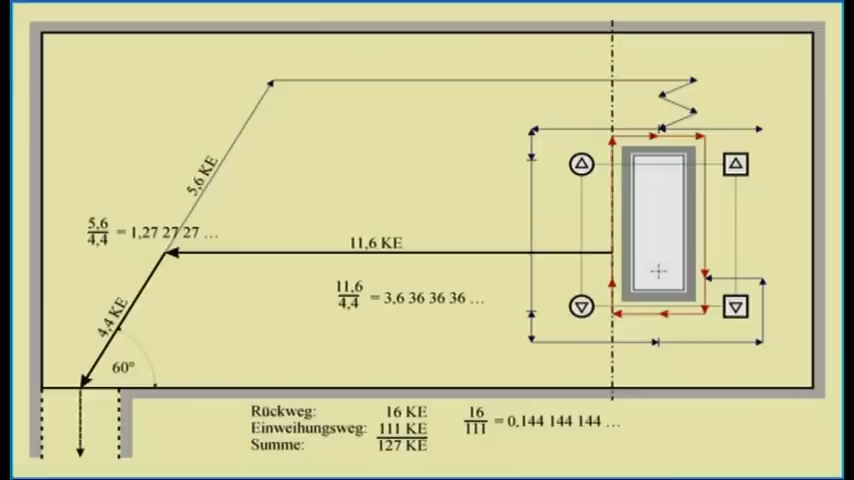 5,6 KE
5,6
4,4 = 1,27 27 27 ...
11,6 KE
11,6
4,4 = 3,6 36 36 36 ...
4,4 KE
60°
Rückweg: 16 KE
Einweihungsweg: 111 KE
Summe: 127 KE
16
111 = 0,144 144 144 ...